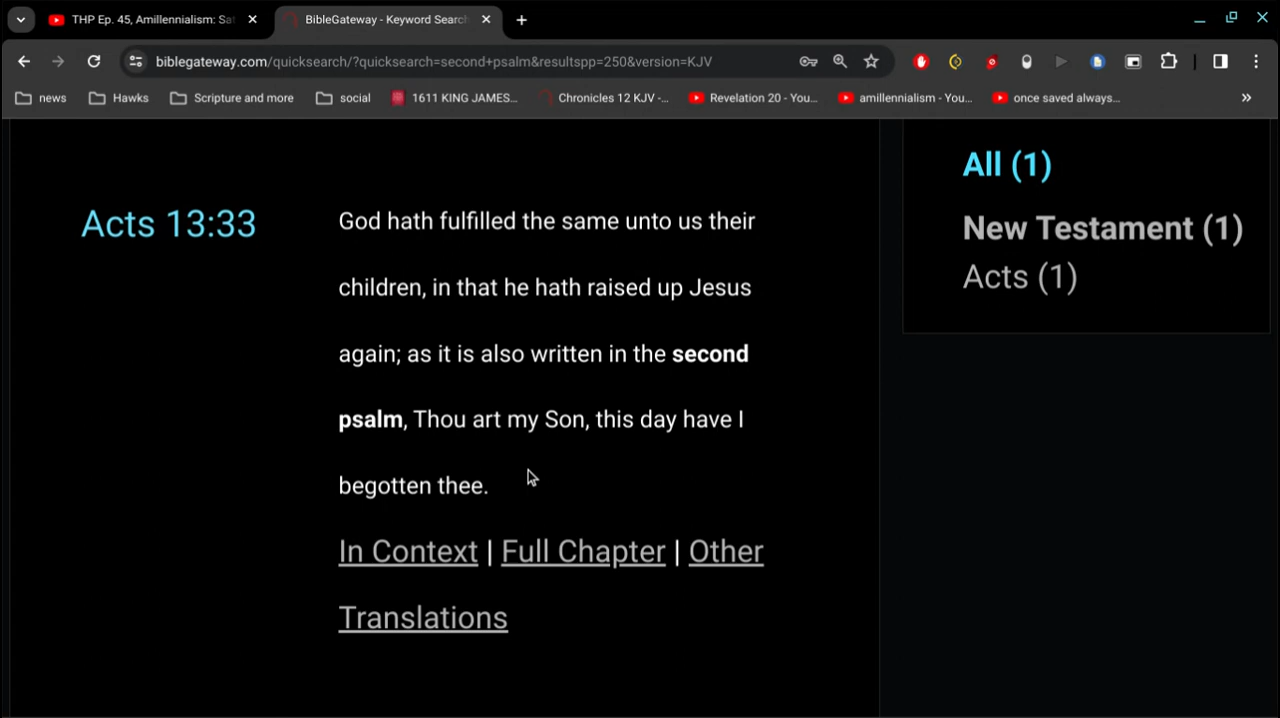 THP Ep. 45, Amillennialism: Sat
BibleGateway - Keyword Search
biblegateway.com/quicksearch/?quicksearch=second+psalm&resultspp=250&version=KJV
news
Hawks
Scripture and more
social
1611 KING JAMES...
Chronicles 12 KJV -...
Revelation 20 - You...
amillennialism - You...
once saved always...
Acts 13:33
God hath fulfilled the same unto us their
children, in that he hath raised up Jesus
again; as it is also written in the second
psalm, Thou art my Son, this day have I
begotten thee.
In Context | Full Chapter | Other
Translations
All (1)
New Testament (1)
Acts (1)